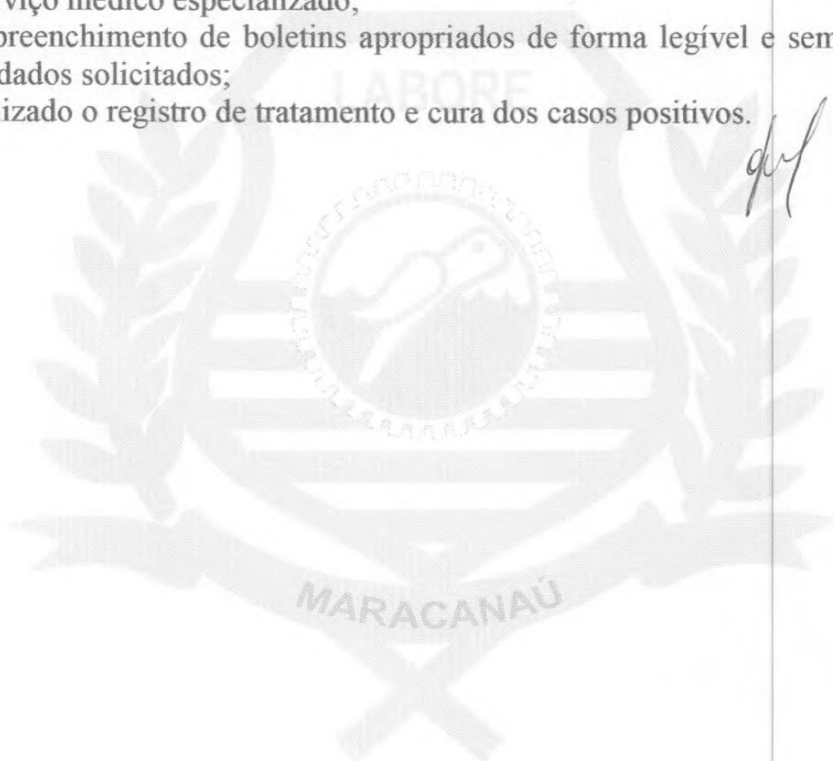 viço médico especializado;
preenchimento de boletins apropriados de forma legível e sem
dados solicitados;
izado o registro de tratamento e cura dos casos positivos.
LABORE
MARACANAÚ